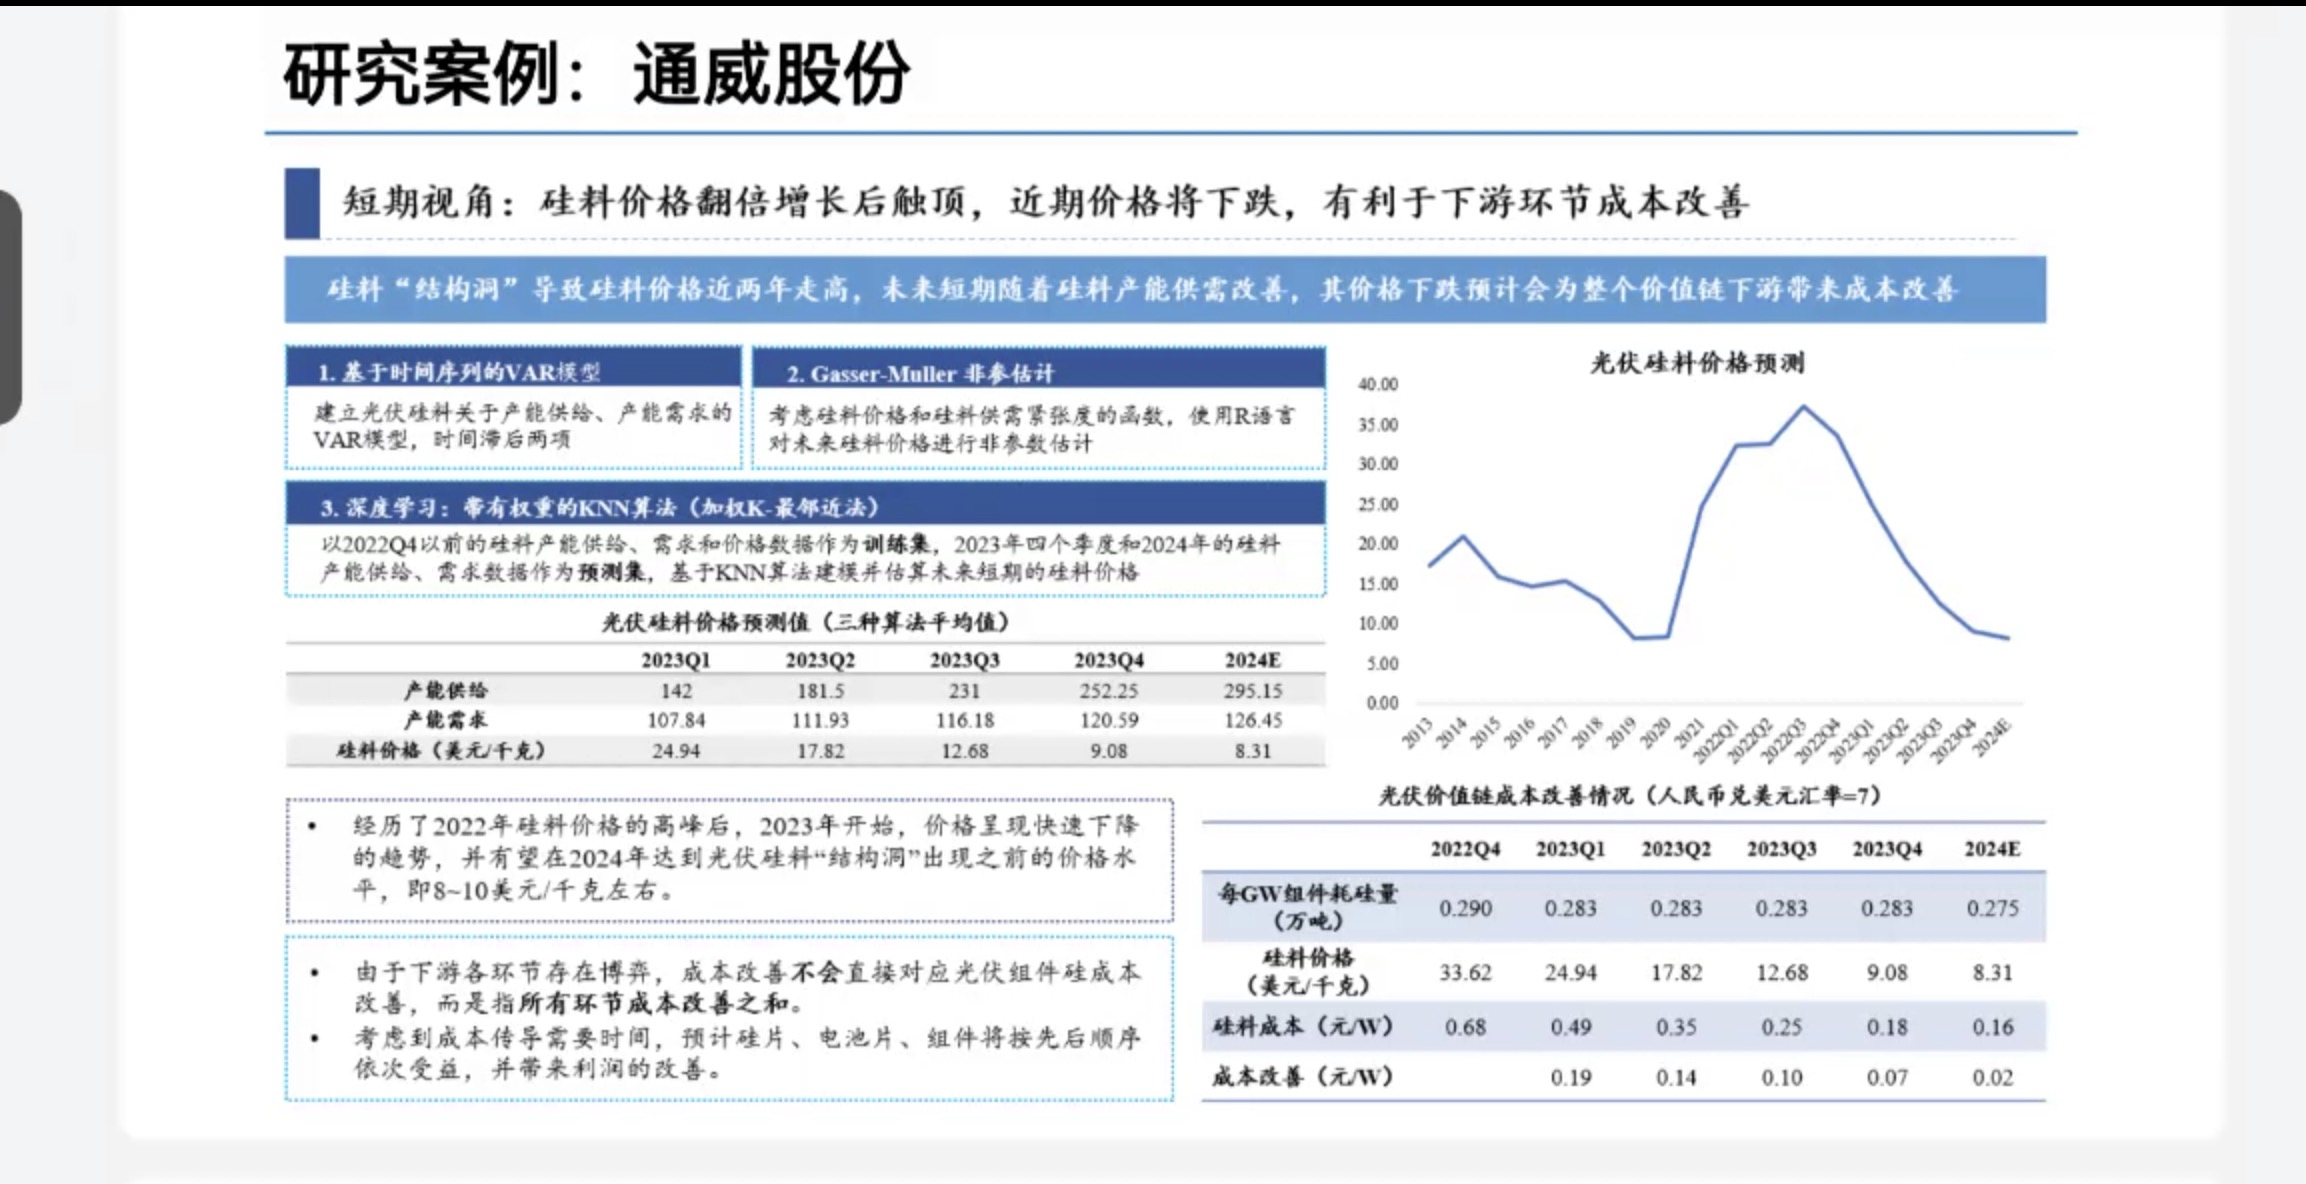 研究案例：通威股份
短期视角：硅料价格翻倍增长后触顶，近期价格将下跌，有利于下游环节成本改善
硅料“结构洞”导致硅料价格近两年走高，未来短期随着硅料产能供需改善，其价格下跌预计会为整个价值链下游带来成本改善
1. 基于时间序列的VAR模型
建立光伏硅料关于产能供给、产能需求的
VAR模型，时间滞后两项
2. Gasser-Muller 非参估计
考虑硅料价格和硅料供需紧张度的函数，使用R语言
对未来硅料价格进行非参数估计
3. 深度学习：带有权重的KNN算法（加权K-最邻近法）
以2022Q4以前的硅料产能供给、需求和价格数据作为训练集，2023年四个季度和2024年的硅料
产能供给、需求数据作为预测集，基于KNN算法建模并估算未来短期的硅料价格
光伏硅料价格预测值（三种算法平均值）
2023Q1 2023Q2 2023Q3 2023Q4 2024E
产能供给 142 181.5 231 252.25 295.15
产能需求 107.84 111.93 116.18 120.59 126.45
硅料价格（美元/千克） 24.94 17.82 12.68 9.08 8.31
光伏硅料价格预测
40.00
35.00
30.00
25.00
20.00
15.00
10.00
5.00
0.00
2013 2014 2015 2016 2017 2018 2019 2020 2021 2022Q1 2022Q2 2022Q3 2022Q4 2023Q1 2023Q2 2023Q3 2023Q4 2024E
• 经历了2022年硅料价格的高峰后，2023年开始，价格呈现快速下降
的趋势，并有望在2024年达到光伏硅料“结构洞”出现之前的价格水
平，即8~10美元/千克左右。
• 由于下游各环节存在博弈，成本改善不会直接对应光伏组件硅成本
改善，而是指所有环节成本改善之和。
• 考虑到成本传导需要时间，预计硅片、电池片、组件将按先后顺序
依次受益，并带来利润的改善。
光伏价值链成本改善情况（人民币兑美元汇率=7）
2022Q4 2023Q1 2023Q2 2023Q3 2023Q4 2024E
每GW组件耗硅量
（万吨） 0.290 0.283 0.283 0.283 0.283 0.275
硅料价格
（美元/千克） 33.62 24.94 17.82 12.68 9.08 8.31
硅料成本（元/W） 0.68 0.49 0.35 0.25 0.18 0.16
成本改善（元/W） 0.19 0.14 0.10 0.07 0.02